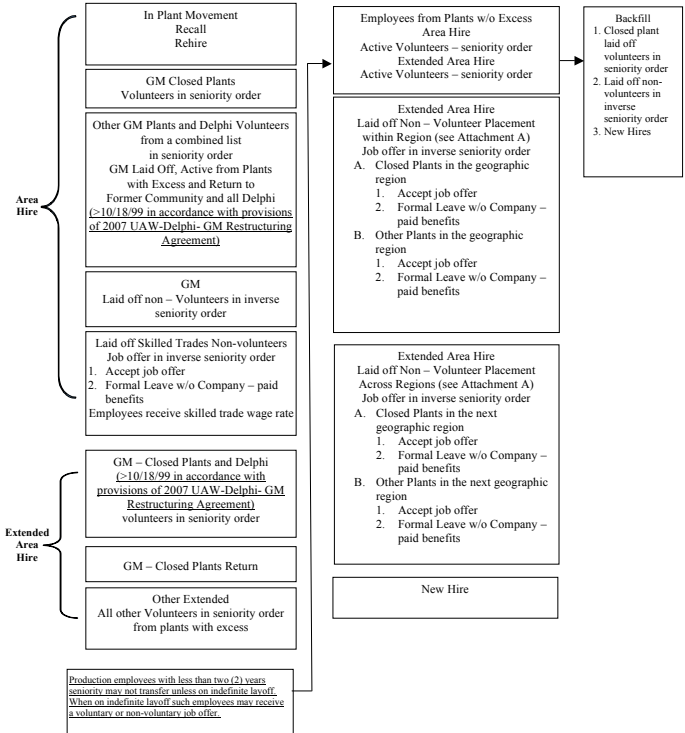 In Plant Movement
Recall
Rehire
GM Closed Plants
Volunteers in seniority order
Other GM Plants and Delphi Volunteers
from a combined list
in seniority order
GM Laid Off, Active from Plants
with Excess and Return to
Former Community and all Delphi
(>10/18/99 in accordance with provisions
of 2007 UAW-Delphi- GM Restructuring
Agreement)
Area
Hire
GM
Laid off non – Volunteers in inverse
seniority order
Laid off Skilled Trades Non-volunteers
Job offer in inverse seniority order
1. Accept job offer
2. Formal Leave w/o Company – paid
benefits
Employees receive skilled trade wage rate
GM – Closed Plants and Delphi
(>10/18/99 in accordance with
provisions of 2007 UAW-Delphi- GM
Restructuring Agreement)
volunteers in seniority order
Extended
Area
Hire
GM – Closed Plants Return
Other Extended
All other Volunteers in seniority order
from plants with excess
Production employees with less than two (2) years
seniority may not transfer unless on indefinite layoff.
When on indefinite layoff such employees may receive
a voluntary or non-voluntary job offer.
Employees from Plants w/o Excess
Area Hire
Active Volunteers – seniority order
Extended Area Hire
Active Volunteers – seniority order
Extended Area Hire
Laid off Non – Volunteer Placement
within Region (see Attachment A)
Job offer in inverse seniority order
A. Closed Plants in the geographic
region
1. Accept job offer
2. Formal Leave w/o Company –
paid benefits
B. Other Plants in the geographic
region
1. Accept job offer
2. Formal Leave w/o Company –
paid benefits
Extended Area Hire
Laid off Non – Volunteer Placement
Across Regions (see Attachment A)
Job offer in inverse seniority order
A. Closed Plants in the next
geographic region
1. Accept job offer
2. Formal Leave w/o Company –
paid benefits
B. Other Plants in the next geographic
region
1. Accept job offer
2. Formal Leave w/o Company –
paid benefits
New Hire
Backfill
1. Closed plant
laid off
volunteers in
seniority order
2. Laid off non-
volunteers in
inverse
seniority order
3. New Hires